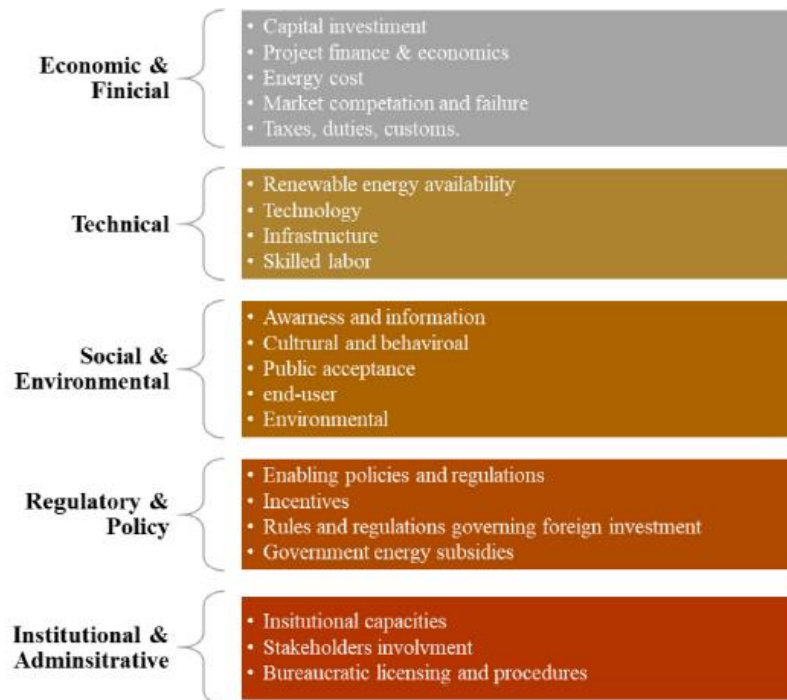 Economic &
Finicial
• Capital investiment
• Project finance & economics
• Energy cost
• Market competation and failure
• Taxes, duties, customs.
Technical
• Renewable energy availability
• Technology
• Infrastructure
• Skilled labor
Social &
Environmental
• Awarness and information
• Cultrural and behaviroal
• Public acceptance
• end-user
• Environmental
Regulatory &
Policy
• Enabling policies and regulations
• Incentives
• Rules and regulations governing foreign investment
• Government energy subsidies
Institutional &
Adminsitrative
• Insitutional capacities
• Stakeholders involvment
• Bureaucratic licensing and procedures